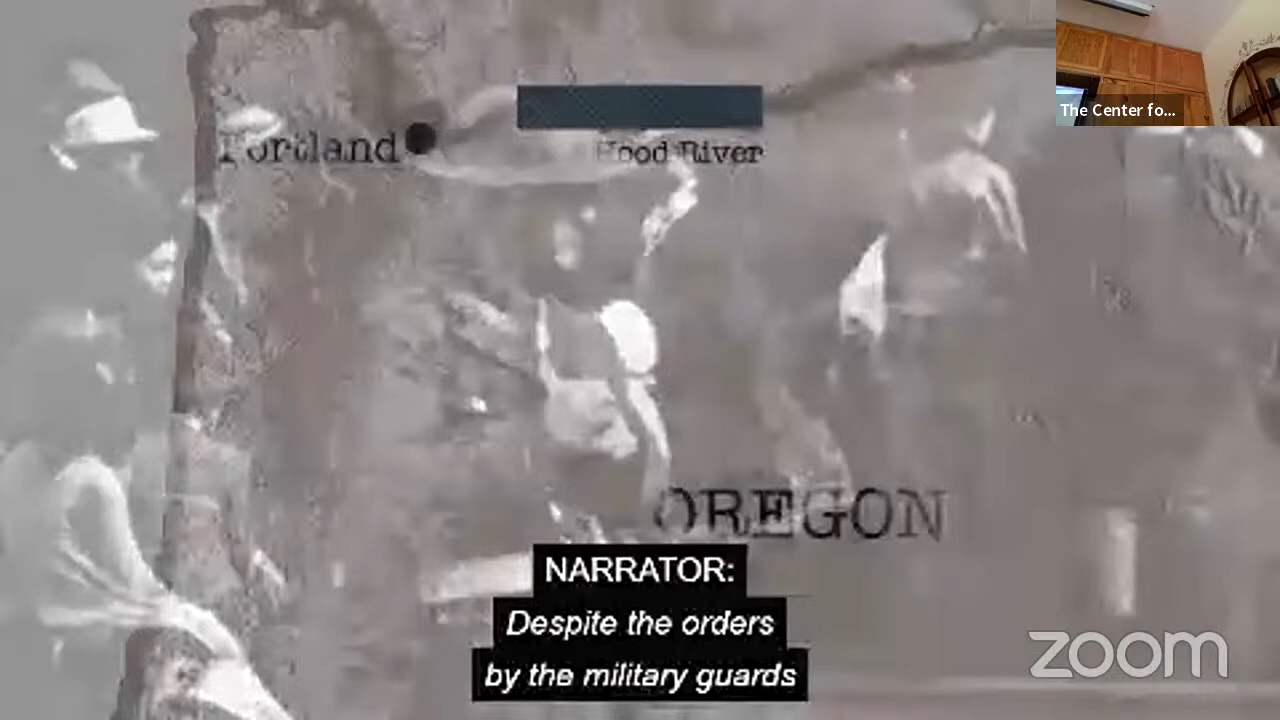 The Center fo...
Portland
Hood River
OREGON
NARRATOR:
Despite the orders
by the military guards
zoom